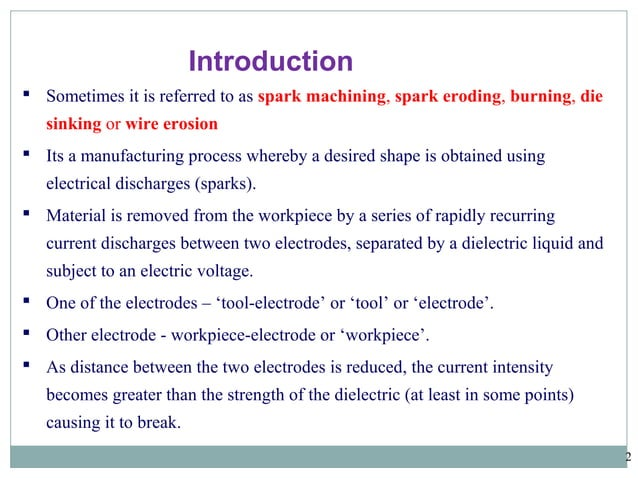 Introduction
▪ Sometimes it is referred to as spark machining, spark eroding, burning, die
sinking or wire erosion
▪ Its a manufacturing process whereby a desired shape is obtained using
electrical discharges (sparks).
▪ Material is removed from the workpiece by a series of rapidly recurring
current discharges between two electrodes, separated by a dielectric liquid and
subject to an electric voltage.
▪ One of the electrodes – ‘tool-electrode’ or ‘tool’ or ‘electrode’.
▪ Other electrode - workpiece-electrode or ‘workpiece’.
▪ As distance between the two electrodes is reduced, the current intensity
becomes greater than the strength of the dielectric (at least in some points)
causing it to break.
2